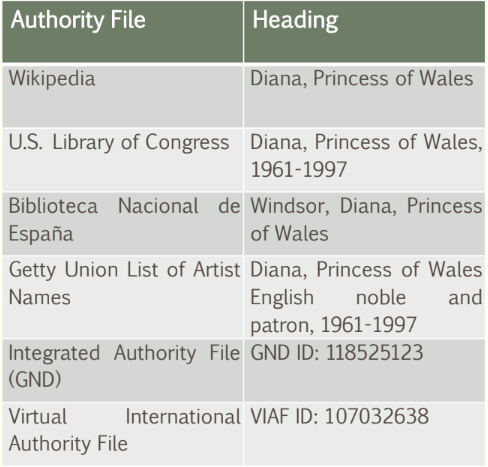 Authority File Heading
Wikipedia Diana, Princess of Wales
U.S. Library of Congress Diana, Princess of Wales,
1961-1997
Biblioteca Nacional de Windsor, Diana, Princess
España of Wales
Getty Union List of Artist Diana, Princess of Wales
Names English noble and
patron, 1961-1997
Integrated Authority File GND ID: 118525123
(GND)
Virtual International VIAF ID: 107032638
Authority File